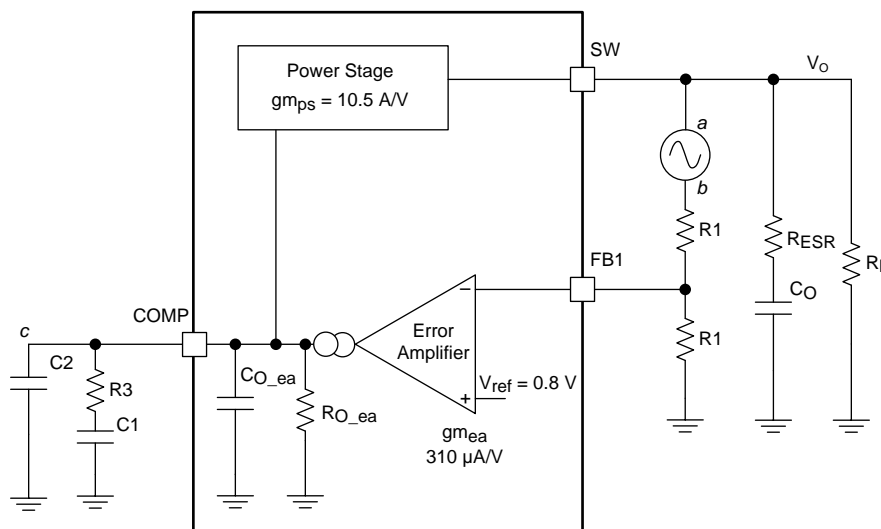 SW
Power Stage
gmps = 10.5 A/V
VO
a
b
R1
RESR
FB1
CO
COMP
c
C2
R3
C1
Error
Amplifier
CO_ea
RO_ea
Vref = 0.8 V
gmea
310 µA/V
R1